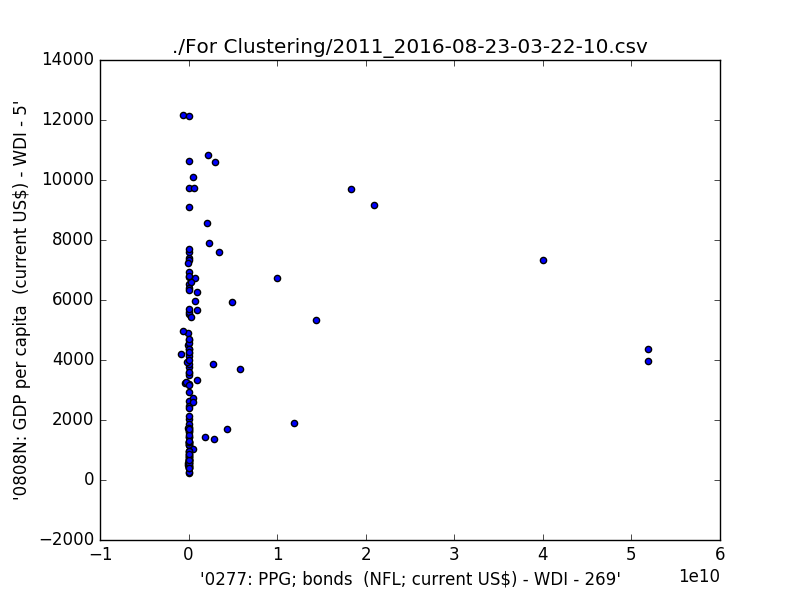 ./For Clustering/2011_2016-08-23-03-22-10.csv
14000
12000
10000
8000
6000
4000
2000
0
−2000
'0808N: GDP per capita  (current US$) - WDI - 5'
−1 0 1 2 3 4 5 6
1e10
'0277: PPG; bonds  (NFL; current US$) - WDI - 269'